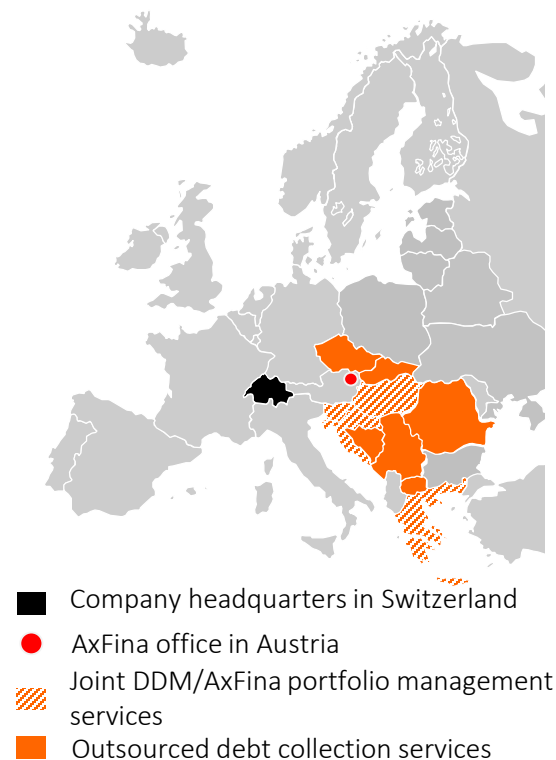 Company headquarters in Switzerland
AxFina office in Austria
Joint DDM/AxFina portfolio management
services
Outsourced debt collection services